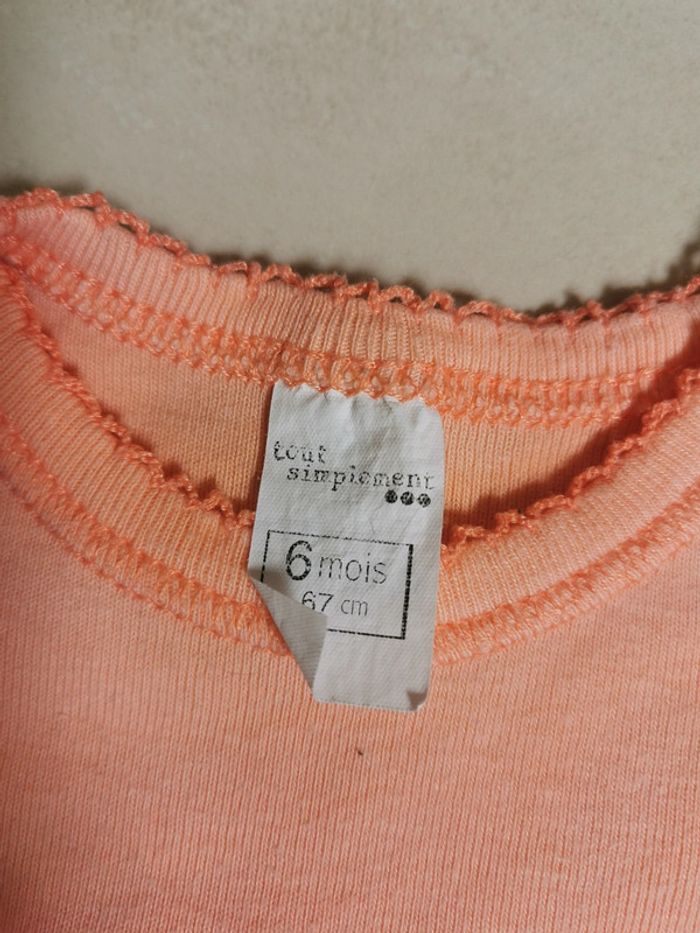 tout
simplement
6 mois
67 cm